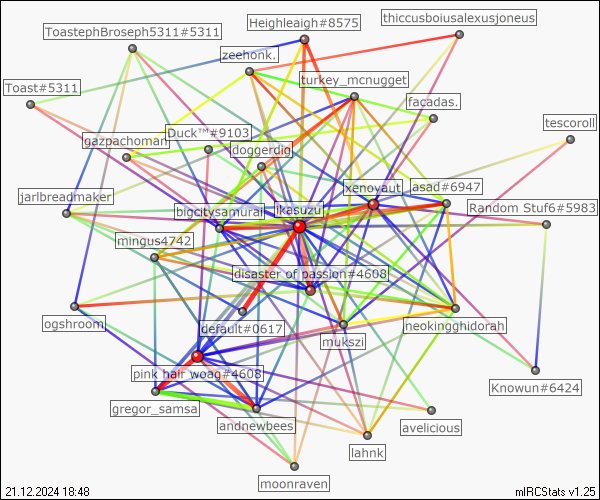 Heighleaigh#8575
thiccusboiusalexusjoneus
ToastephBroseph5311#5311
zeehonk.
turkey_mcnugget
Toast#5311
facadas.
tescoroll
Duck™#9103
gazpachoman
doggerdig
jarlbreadmaker
xenoyaut
asad#6947
bigcitysamurai
ikasuzu
Random Stuf6#5983
mingus4742
disaster of passion#4608
ogshroom
default#0617
neokingghidorah
mukszi
pink hair woag#4608
Knowun#6424
gregor_samsa
andnewbees
avelicious
lahnk
moonraven
21.12.2024 18:48
mIRCStats v1.25